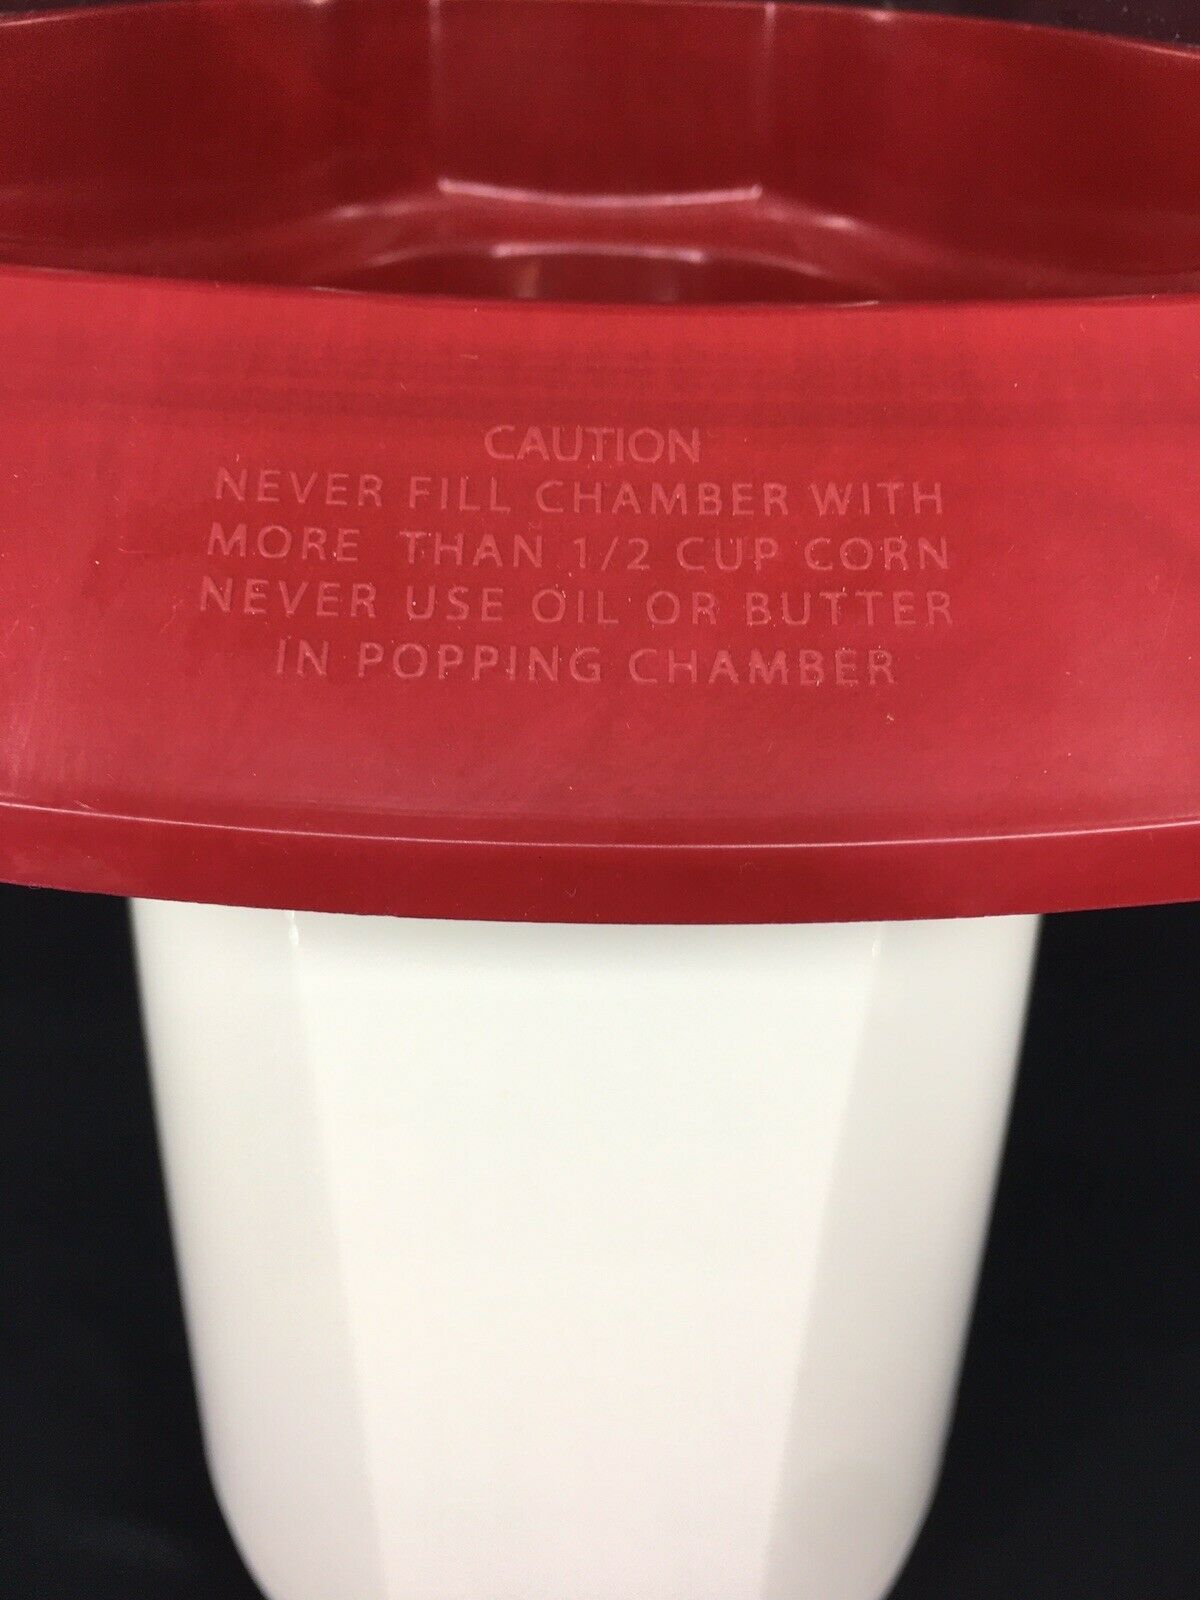 CAUTION
NEVER FILL CHAMBER WITH
MORE THAN 1/2 CUP CORN
NEVER USE OIL OR BUTTER
IN POPPING CHAMBER